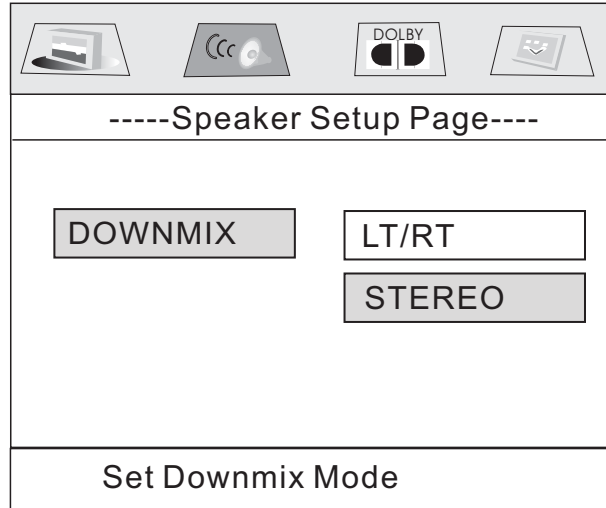 DOLBY
-----Speaker Setup Page----
DOWNMIX
LT/RT
STEREO
Set Downmix Mode